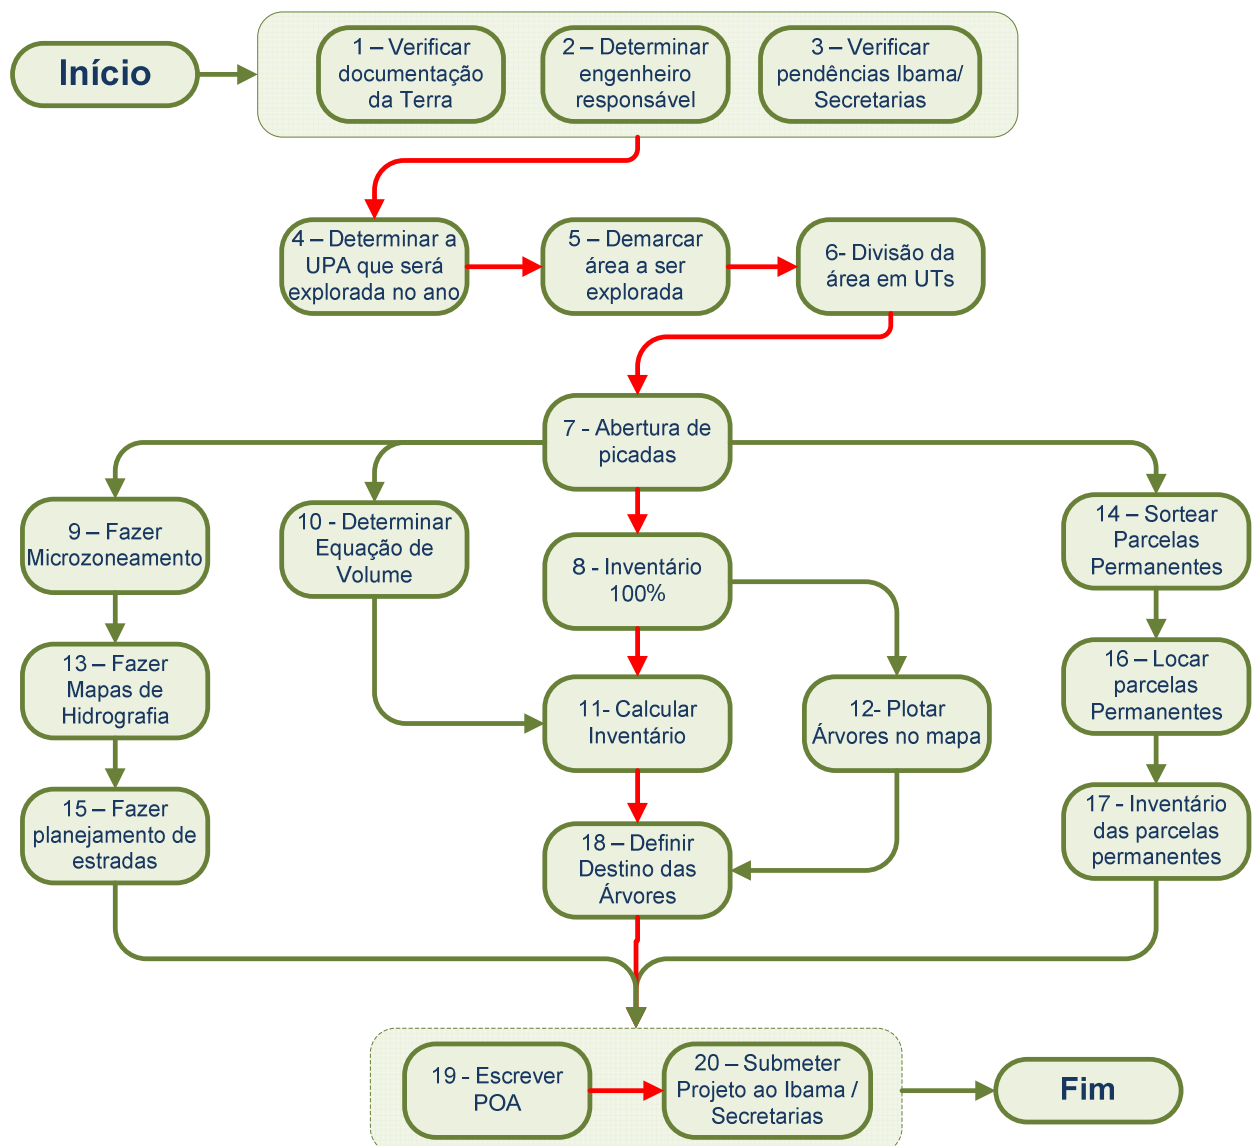 Início
1 – Verificar
documentação
da Terra
2 – Determinar
engenheiro
responsável
3 – Verificar
pendências Ibama/
Secretarias
4 – Determinar a
UPA que será
explorada no ano
5 – Demarcar
área a ser
explorada
6- Divisão da
área em UTs
7 - Abertura de
picadas
9 – Fazer
Microzoneamento
10 - Determinar
Equação de
Volume
8 - Inventário
100%
14 – Sortear
Parcelas
Permanentes
13 – Fazer
Mapas de
Hidrografia
11- Calcular
Inventário
12- Plotar
Árvores no mapa
16 – Locar
parcelas
Permanentes
15 – Fazer
planejamento de
estradas
18 – Definir
Destino das
Árvores
17 - Inventário
das parcelas
permanentes
19 - Escrever
POA
20 – Submeter
Projeto ao Ibama /
Secretarias
Fim